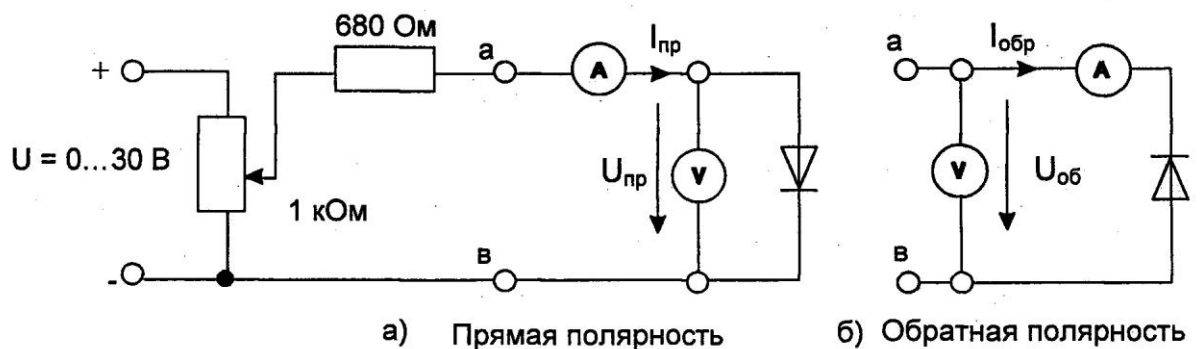 680 Ом
а
A
Iпр
+
U = 0...30 В
1 кОм
Uпр
V
-
в
а) Прямая полярность
а
Iобр
A
V
Uоб
в
б) Обратная полярность